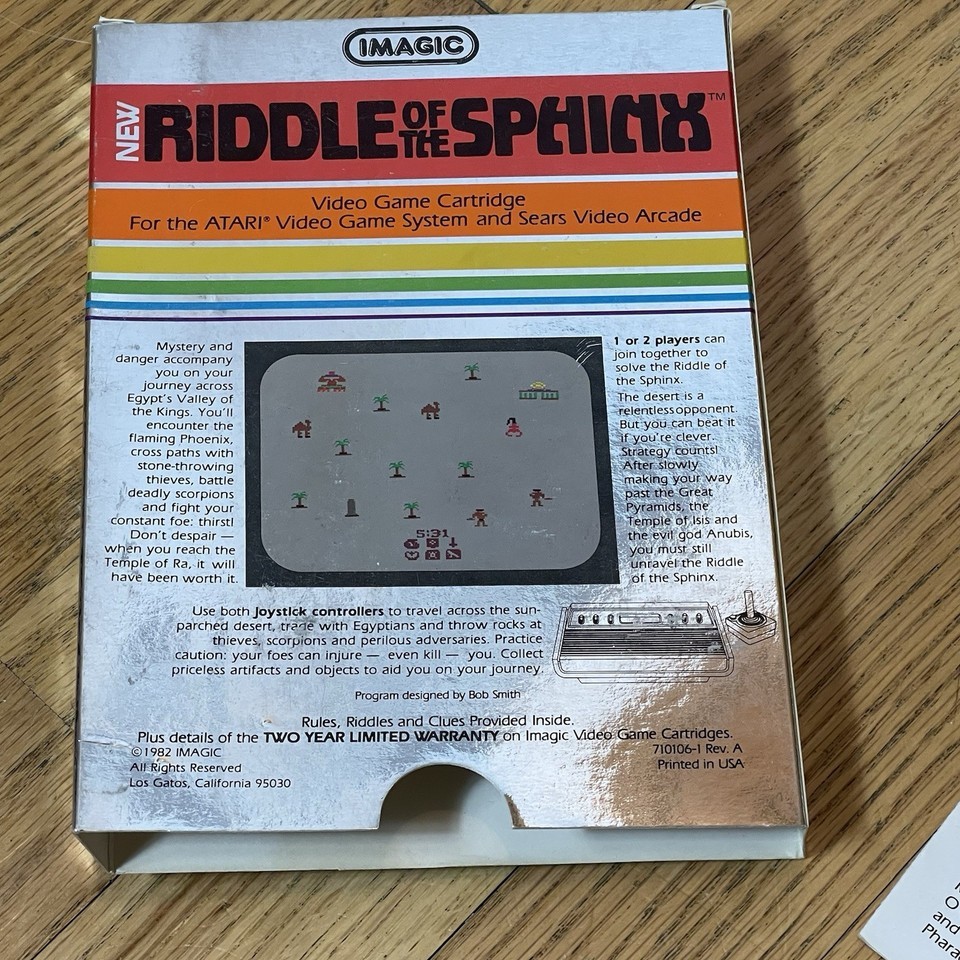 IMAGIC
NEW RIDDLE OF THE SPHINX™
Video Game Cartridge
For the ATARI® Video Game System and Sears Video Arcade
Mystery and
danger accompany
you on your
journey across
Egypt's Valley of
the Kings. You'll
encounter the
flaming Phoenix,
cross paths with
stone-throwing
thieves, battle
deadly scorpions
and fight your
constant foe: thirst!
Don't despair —
when you reach the
Temple of Ra, it will
have been worth it.
5:31
1 or 2 players can
join together to
solve the Riddle of
the Sphinx.
The desert is a
relentless opponent.
But you can beat it
if you're clever.
Strategy counts!
After slowly
making your way
past the Great
Pyramids, the
Temple of Isis and
the evil god Anubis,
you must still
unravel the Riddle
of the Sphinx.
Use both Joystick controllers to travel across the sun-
parched desert, trade with Egyptians and throw rocks at
thieves, scorpions and perilous adversaries. Practice
caution: your foes can injure — even kill — you. Collect
priceless artifacts and objects to aid you on your journey.
Program designed by Bob Smith
Rules, Riddles and Clues Provided Inside.
Plus details of the TWO YEAR LIMITED WARRANTY on Imagic Video Game Cartridges.
©1982 IMAGIC
All Rights Reserved
Los Gatos, California 95030
710106-1 Rev. A
Printed in USA
and